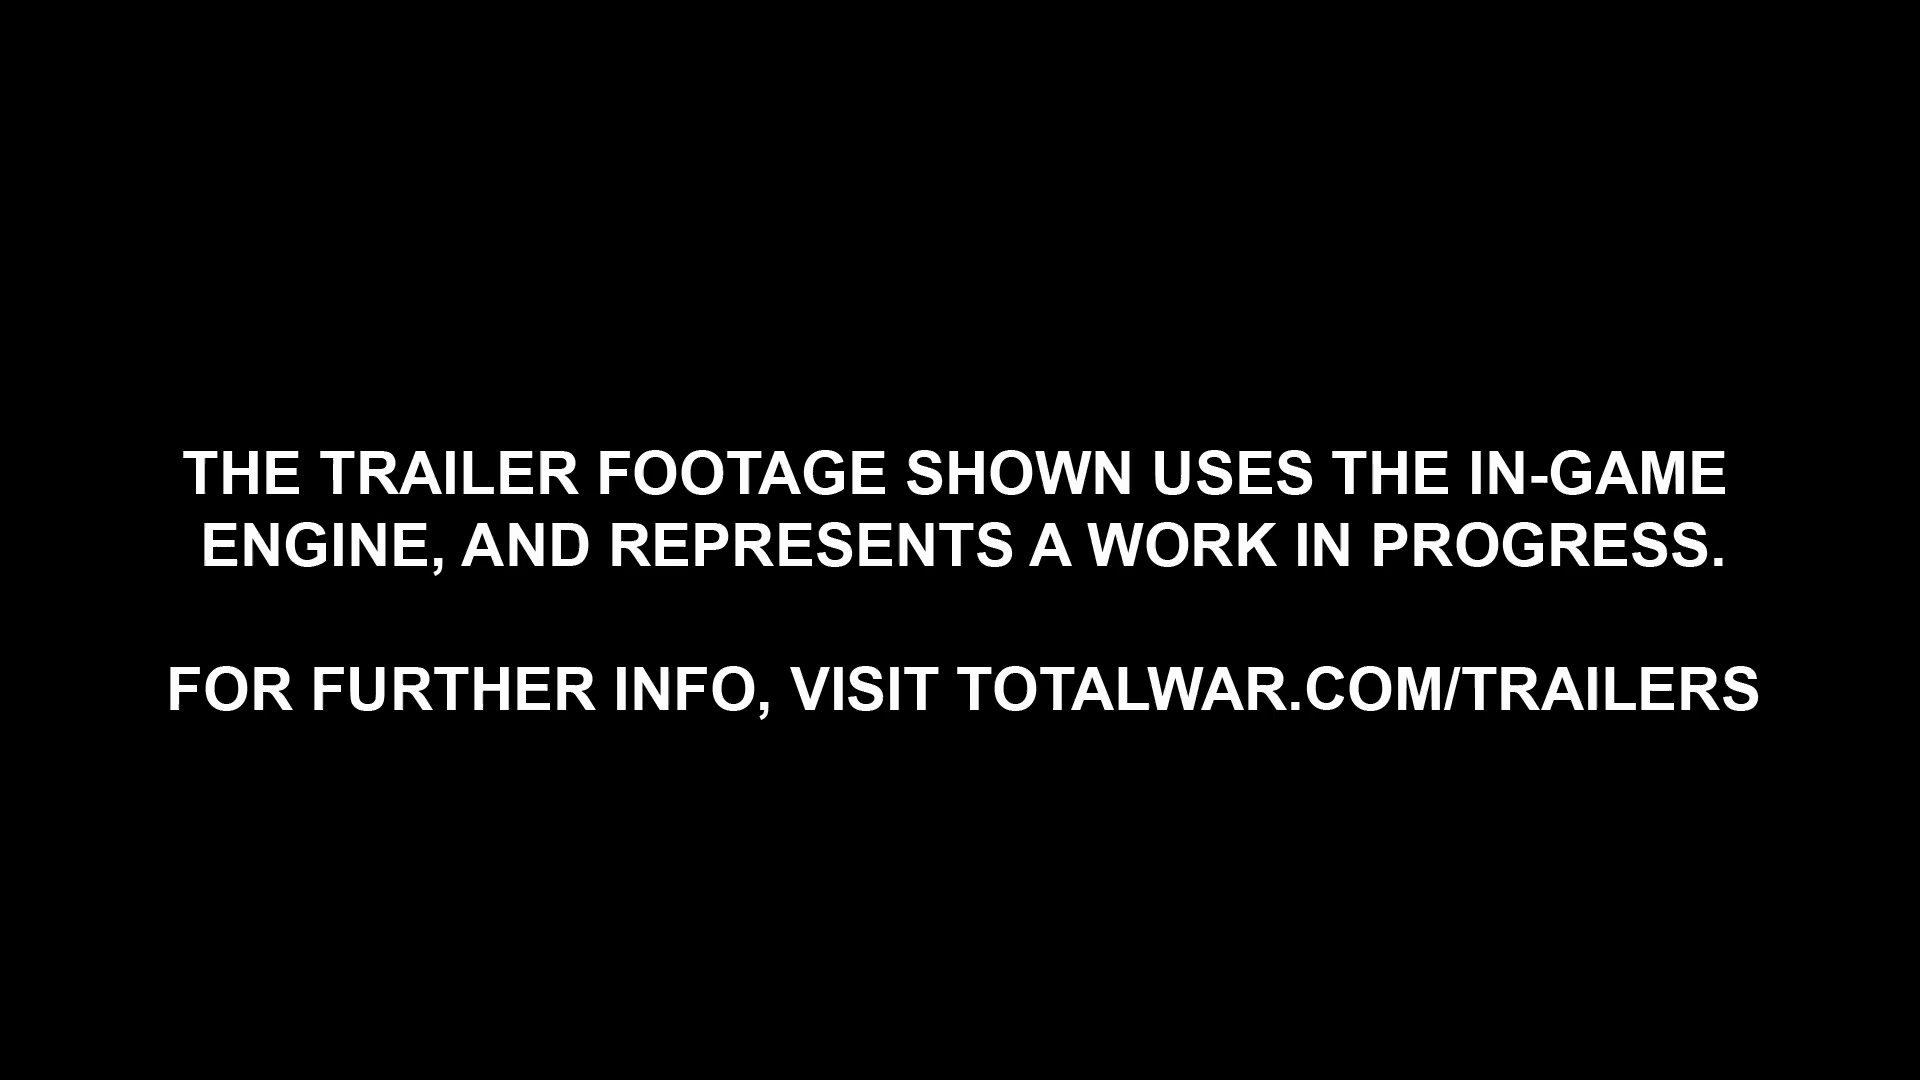 THE TRAILER FOOTAGE SHOWN USES THE IN-GAME
ENGINE, AND REPRESENTS A WORK IN PROGRESS.
FOR FURTHER INFO, VISIT TOTALWAR.COM/TRAILERS